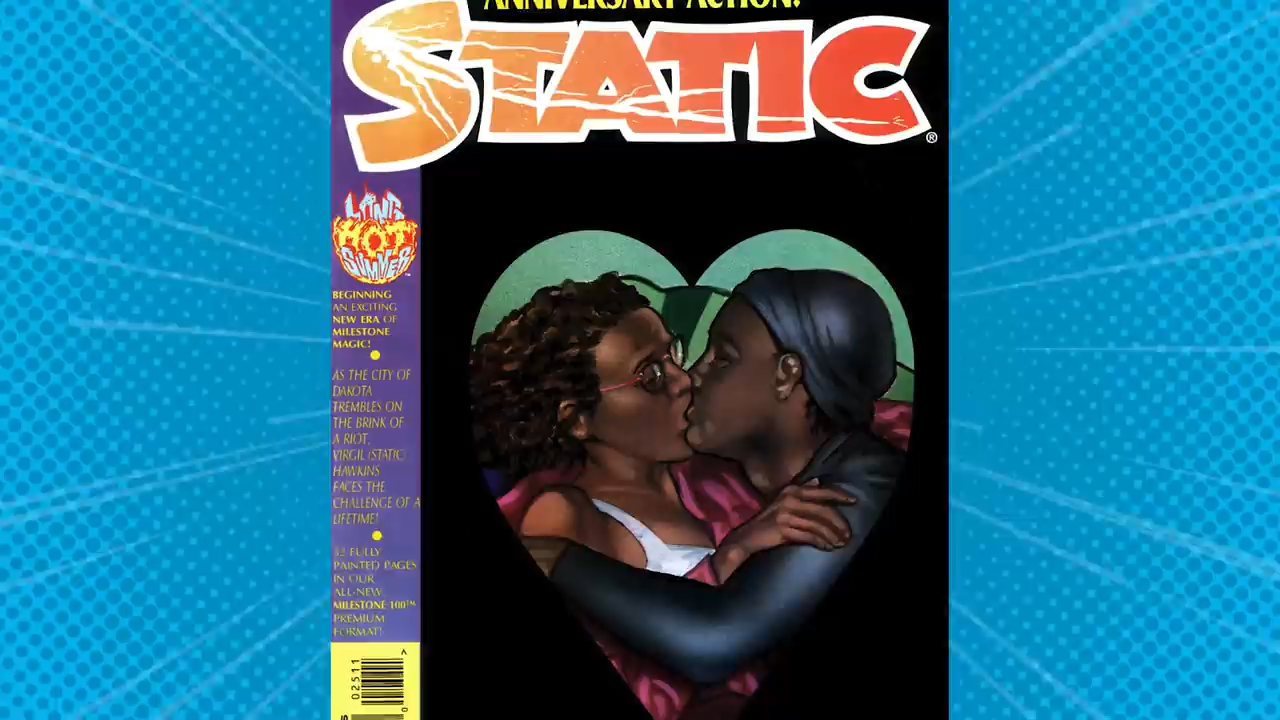 ANNIVERSARY ACTION!
STATIC
®
LONG
HOT
SUMMER
BEGINNING
AN EXCITING
NEW ERA OF
MILESTONE
MAGIC!
AS THE CITY OF
DAKOTA
TREMBLES ON
THE BRINK OF
A RIOT,
VIRGIL (STATIC)
HAWKINS
FACES THE
CHALLENGE OF A
LIFETIME!
32 FULLY
PAINTED PAGES
IN OUR
ALL-NEW
MILESTONE 100™
PREMIUM
FORMAT!
02511